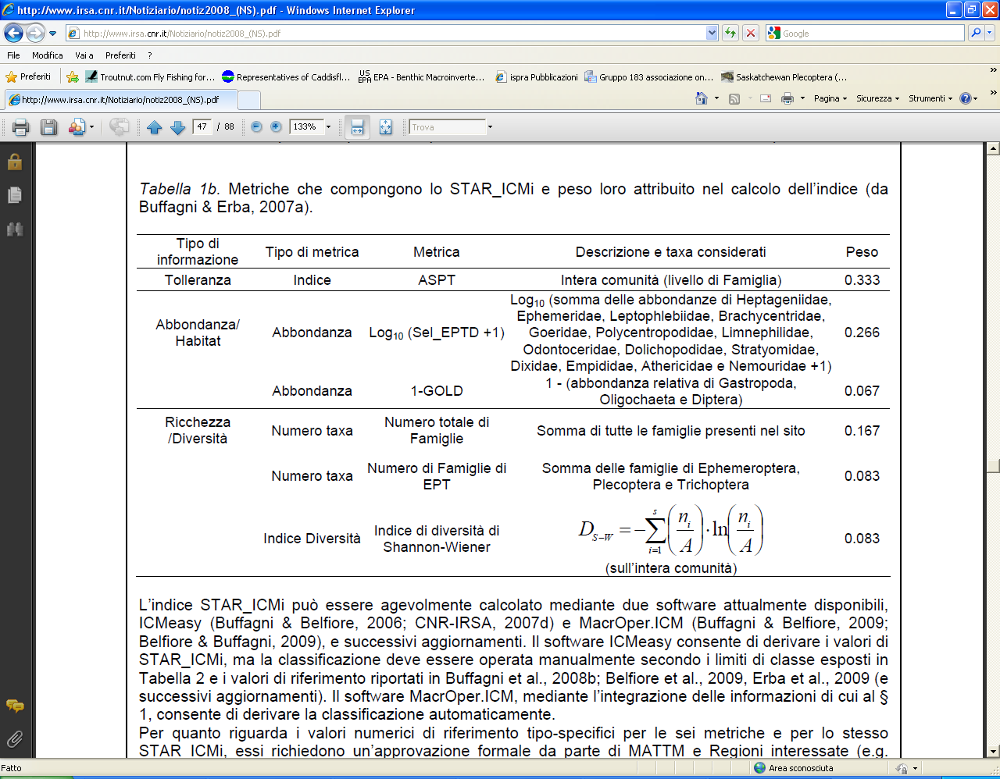 http://www.irsa.cnr.it/Notiziario/notiz2008_(NS).pdf - Windows Internet Explorer
http://www.irsa.cnr.it/Notiziario/notiz2008_(NS).pdf
Google
File Modifica Vai a Preferiti ?
Preferiti Troutnut.com Fly Fishing for... Representatives of Caddisfl... US EPA EPA - Benthic Macroinverte... ispra Pubblicazioni Gruppo 183 associazione on... Saskatchewan Plecoptera (... »
http://www.irsa.cnr.it/Notiziario/notiz2008_(NS).pdf Pagina Sicurezza Strumenti »
47 / 88 133% Trova
Tabella 1b. Metriche che compongono lo STAR_ICMi e peso loro attribuito nel calcolo dell'indice (da
Buffagni & Erba, 2007a).
Tipo di
informazione
Tipo di metrica
Metrica
Descrizione e taxa considerati
Peso
Tolleranza
Indice
ASPT
Intera comunità (livello di Famiglia)
0.333
Abbondanza/
Habitat
Abbondanza
Log10 (Sel_EPTD +1)
Log10 (somma delle abbondanze di Heptageniidae,
Ephemeridae, Leptophlebiidae, Brachycentridae,
Goeridae, Polycentropodidae, Limnephilidae,
Odontoceridae, Dolichopodidae, Stratyomidae,
Dixidae, Empididae, Athericidae e Nemouridae +1)
0.266
Abbondanza
1-GOLD
1 - (abbondanza relativa di Gastropoda,
Oligochaeta e Diptera)
0.067
Ricchezza
/Diversità
Numero taxa
Numero totale di
Famiglie
Somma di tutte le famiglie presenti nel sito
0.167
Numero taxa
Numero di Famiglie di
EPT
Somma delle famiglie di Ephemeroptera,
Plecoptera e Trichoptera
0.083
Indice Diversità
Indice di diversità di
Shannon-Wiener
D_{S-W} = -∑_{i=1}^{s} (n_i/A) · ln(n_i/A)
(sull'intera comunità)
0.083
L'indice STAR_ICMi può essere agevolmente calcolato mediante due software attualmente disponibili,
ICMeasy (Buffagni & Belfiore, 2006; CNR-IRSA, 2007d) e MacrOper.ICM (Buffagni & Belfiore, 2009;
Belfiore & Buffagni, 2009), e successivi aggiornamenti. Il software ICMeasy consente di derivare i valori di
STAR_ICMi, ma la classificazione deve essere operata manualmente secondo i limiti di classe esposti in
Tabella 2 e i valori di riferimento riportati in Buffagni et al., 2008b; Belfiore et al., 2009, Erba et al., 2009 (e
successivi aggiornamenti). Il software MacrOper.ICM, mediante l'integrazione delle informazioni di cui al §
1, consente di derivare la classificazione automaticamente.
Per quanto riguarda i valori numerici di riferimento tipo-specifici per le sei metriche e per lo stesso
STAR_ICMi, essi richiedono un'approvazione formale da parte di MATTM e Regioni interessate (e.g.
Fatto
Area sconosciuta